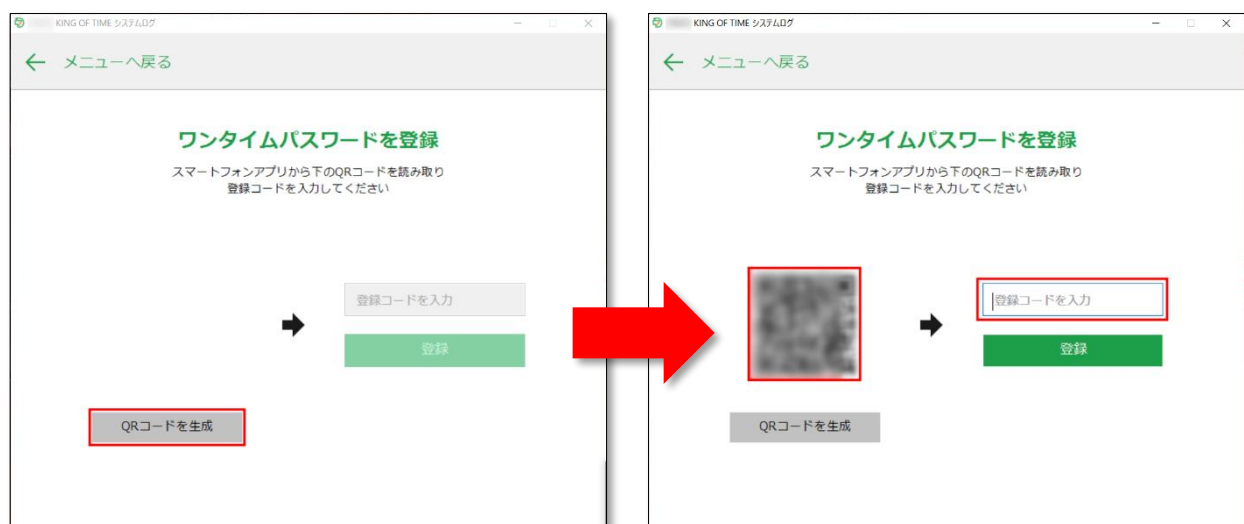 KING OF TIME システムログ
メニューへ戻る
ワンタイムパスワードを登録
スマートフォンアプリから下のQRコードを読み取り
登録コードを入力してください
登録コードを入力
登録
QRコードを生成
KING OF TIME システムログ
メニューへ戻る
ワンタイムパスワードを登録
スマートフォンアプリから下のQRコードを読み取り
登録コードを入力してください
登録コードを入力
登録
QRコードを生成